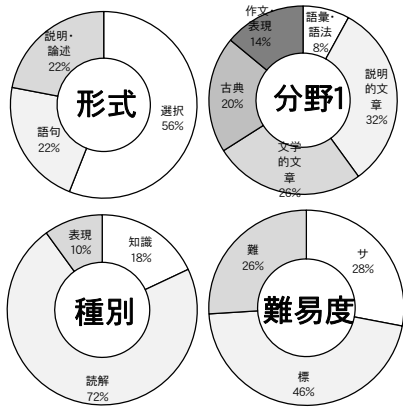 説明・
論述
22%
語句
22%
選択
56%
形式
作文・
表現
14%
語彙・
語法
8%
説明
的文
章
32%
文学
的文
章
26%
古典
20%
分野1
表現
10%
知識
18%
読解
72%
種別
難
26%
サ
28%
標
46%
難易度